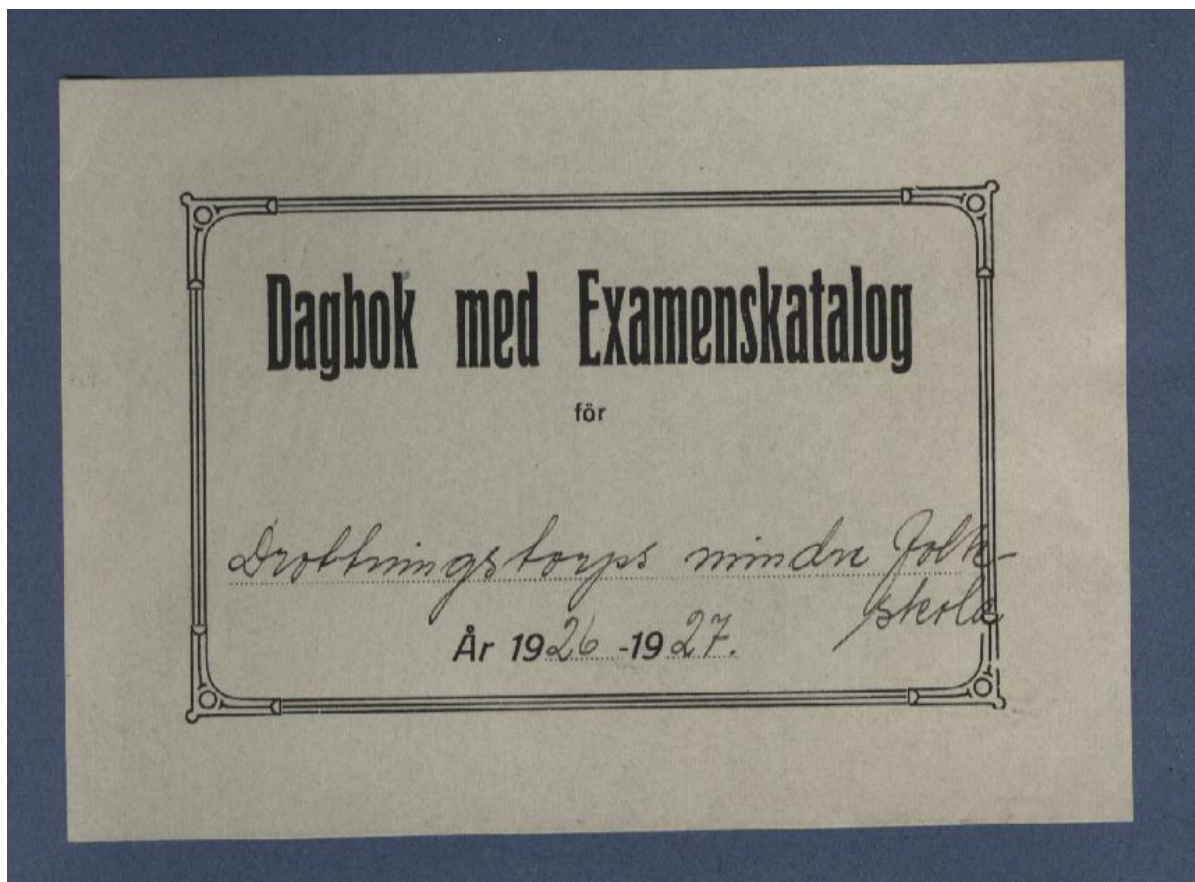 Dagbok med Examenskatalog
för
Drottningstorps mindre folk-
skola
År 1926-1927.